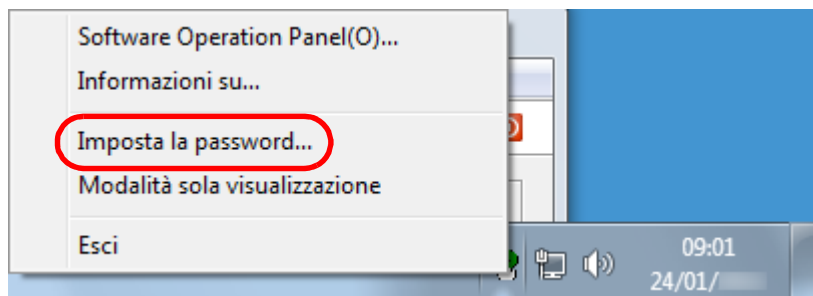 Software Operation Panel(O)...
Informazioni su...
Imposta la password...
Modalità sola visualizzazione
Esci
09:01
24/01/